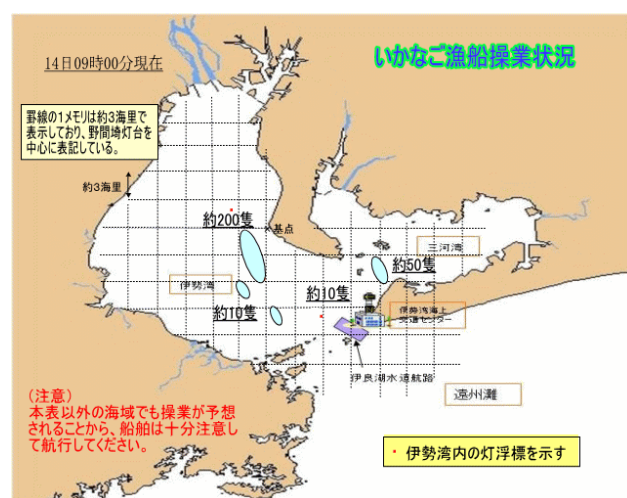 14日09時00分現在
いかなご漁船操業状況
罫線の1メモリは約3海里で
表示しており、野間埼灯台を
中心に表記している。
約3海里
約200隻
×基点
三河湾
約50隻
伊勢湾
約10隻
約10隻
伊勢湾海上
交通センター
伊良湖水道航路
遠州灘
(注意)
本表以外の海域でも操業が予想
されることから、船舶は十分注意し
て航行してください。
・ 伊勢湾内の灯浮標を示す